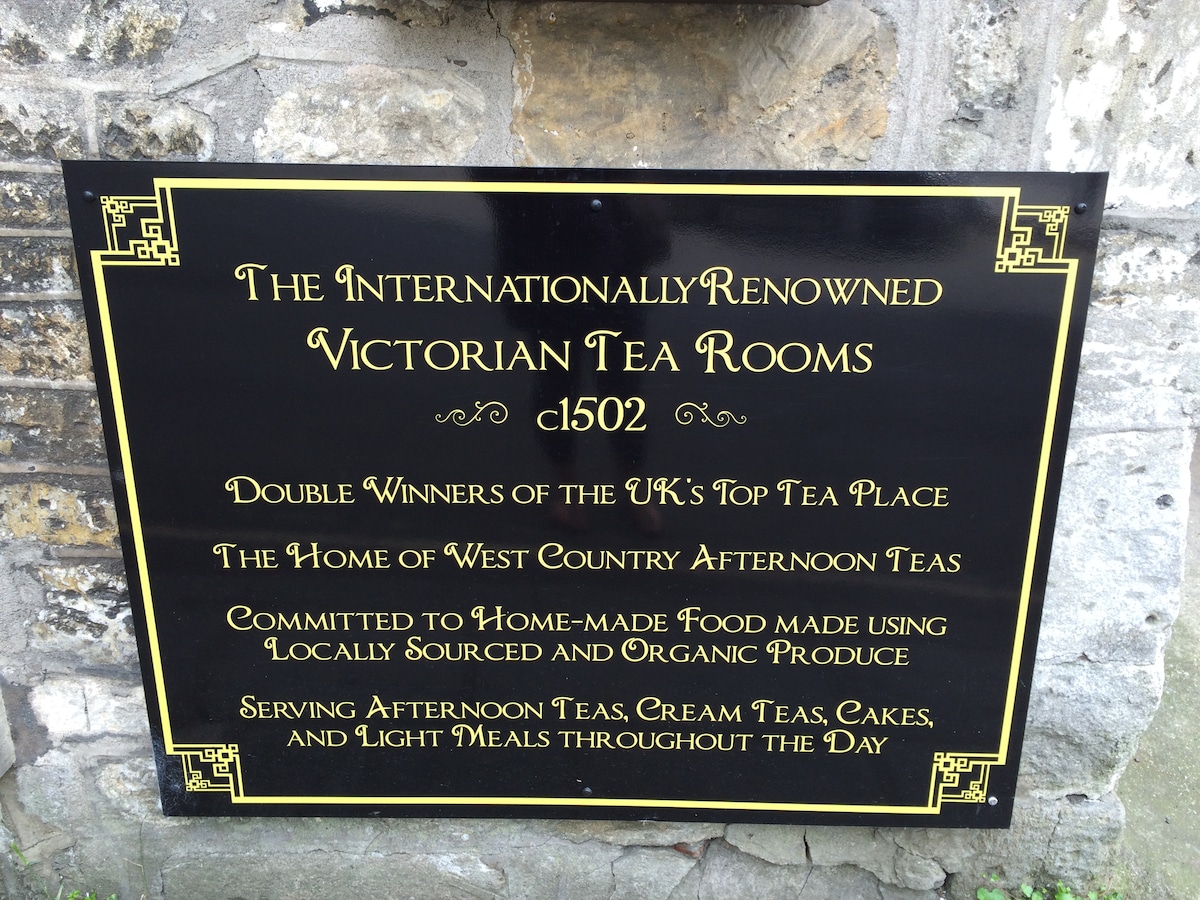 The Internationally Renowned
Victorian Tea Rooms
c1502
Double Winners of the UK's Top Tea Place
The Home of West Country Afternoon Teas
Committed to Home-made Food made using
Locally Sourced and Organic Produce
Serving Afternoon Teas, Cream Teas, Cakes,
and Light Meals throughout the Day